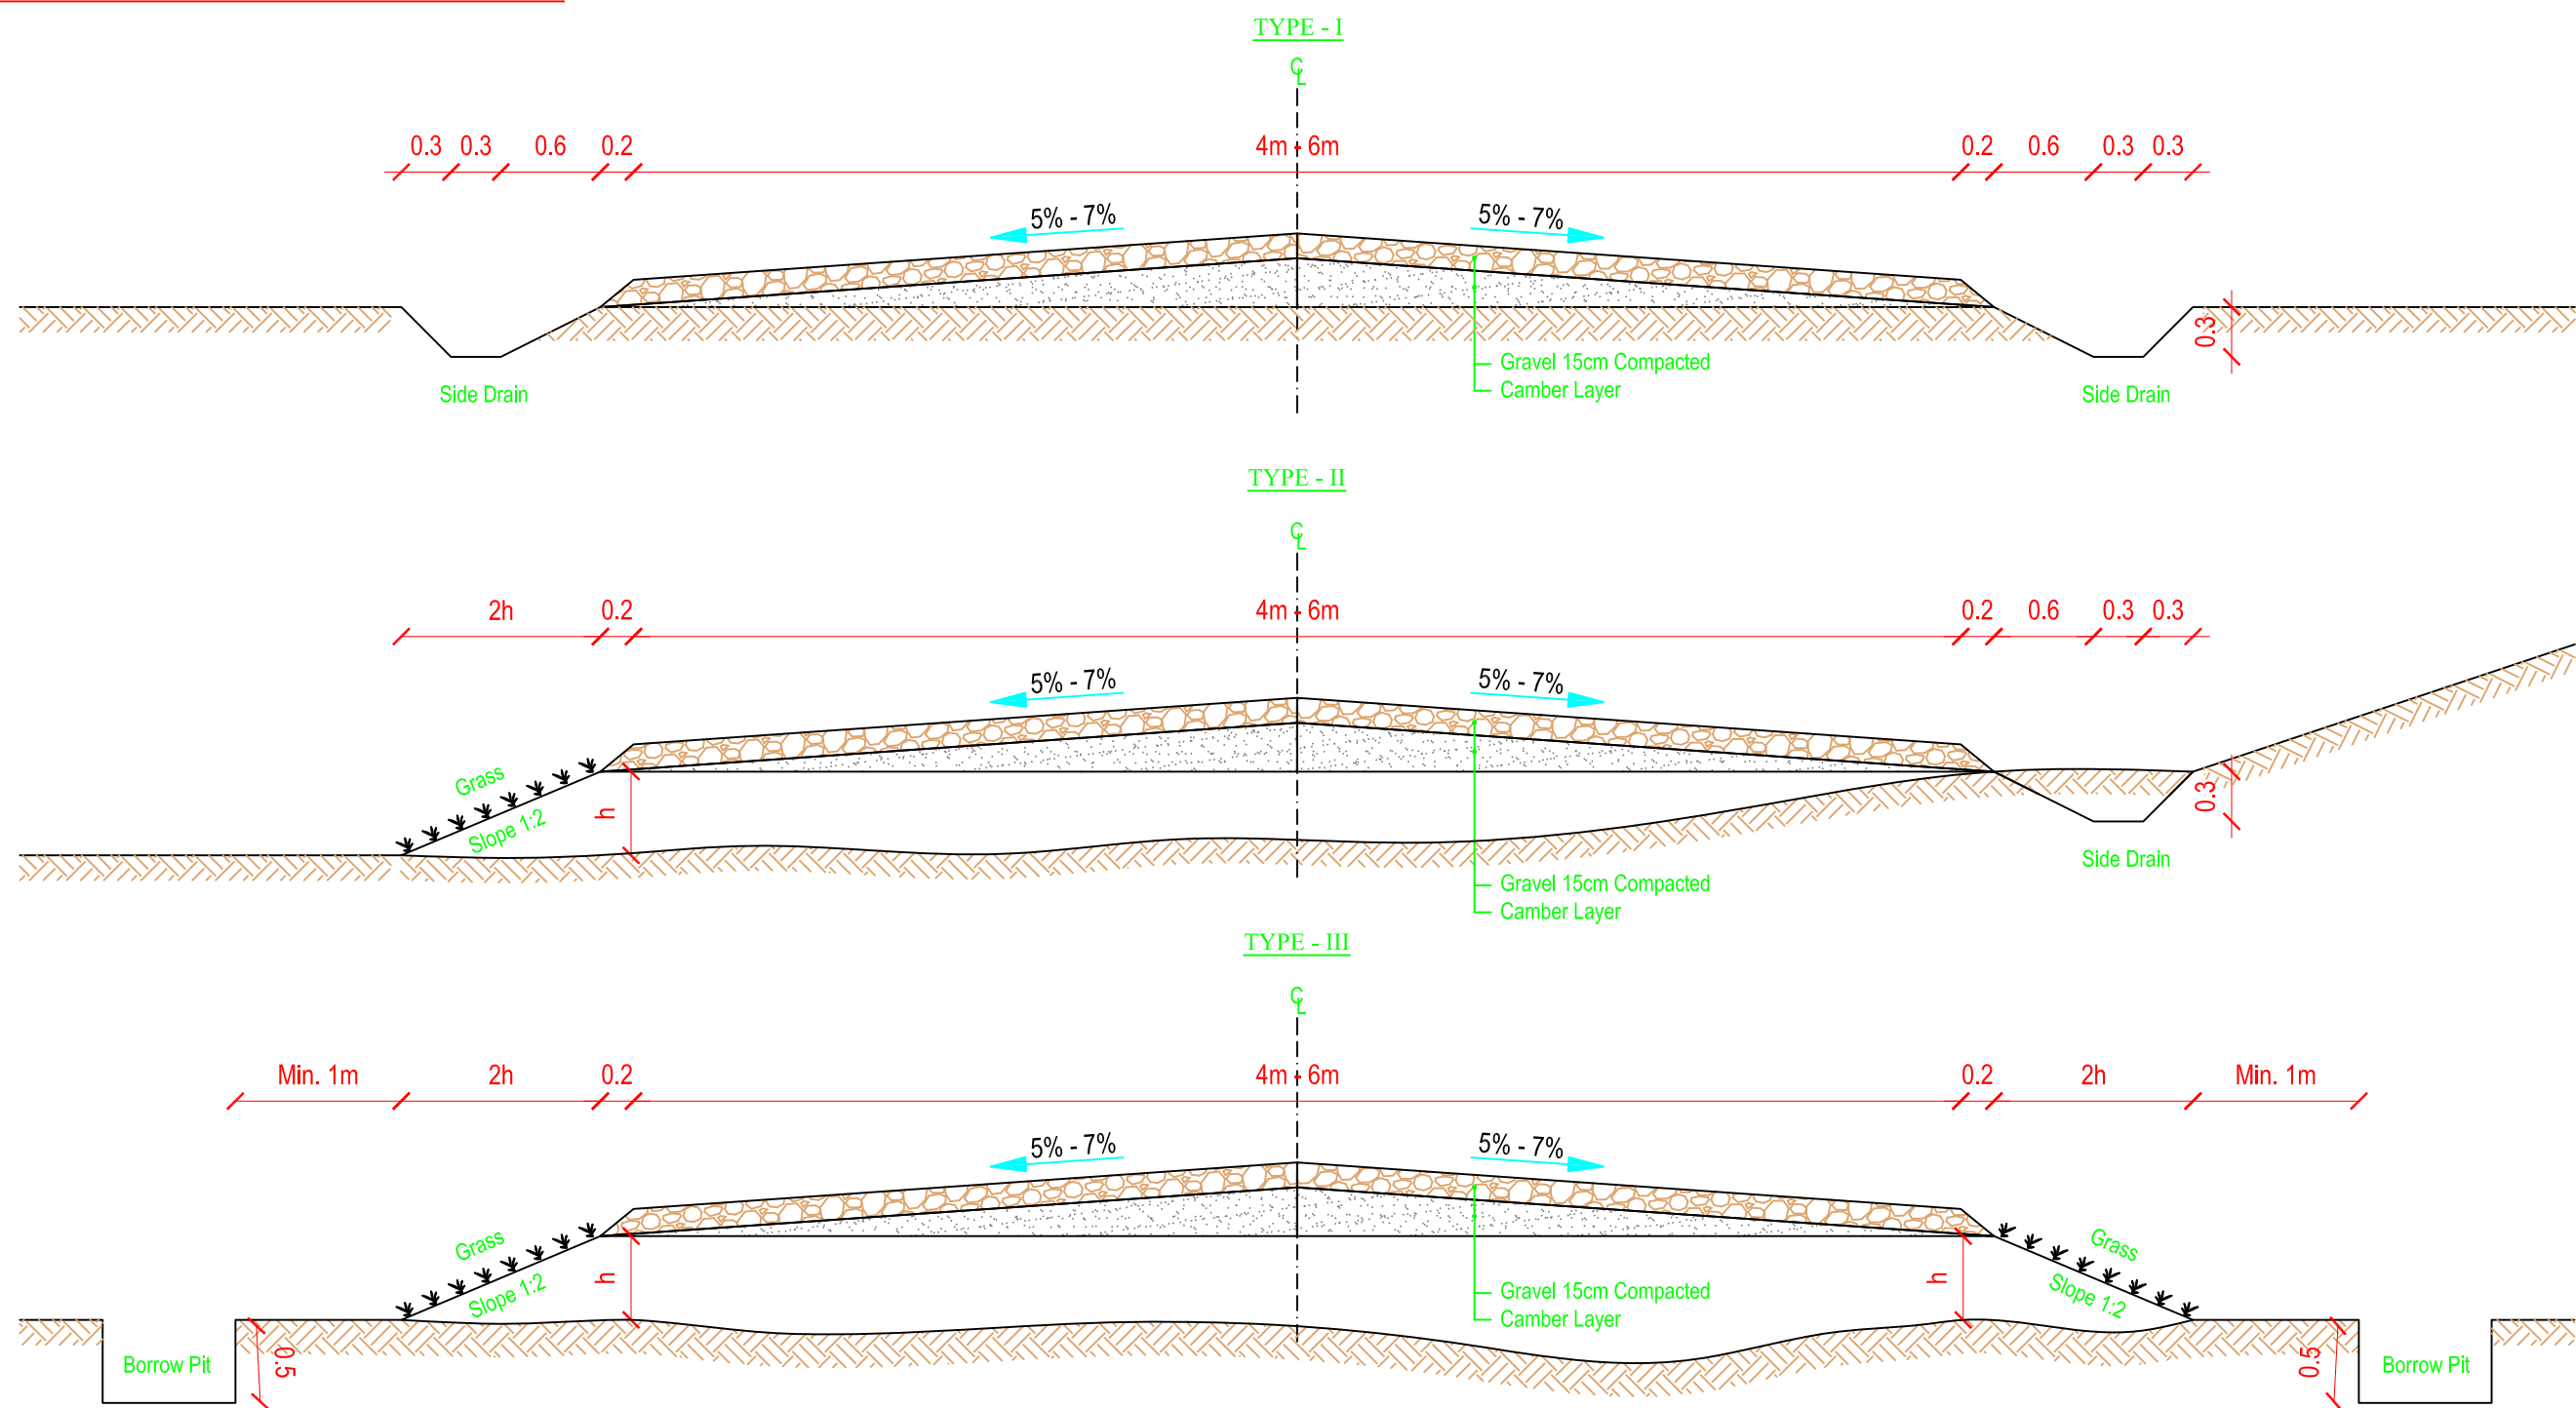 TYPE - I
℄
0.3 0.3 0.6 0.2 4m - 6m 0.2 0.6 0.3 0.3
5% - 7% 5% - 7%
0.3
Gravel 15cm Compacted
Camber Layer
Side Drain Side Drain
TYPE - II
℄
2h 0.2 4m - 6m 0.2 0.6 0.3 0.3
5% - 7% 5% - 7%
Grass
Slope 1:2
h
0.3
Side Drain
Gravel 15cm Compacted
Camber Layer
TYPE - III
℄
Min. 1m 2h 0.2 4m - 6m 0.2 2h Min. 1m
5% - 7% 5% - 7%
Grass Grass
Slope 1:2 h h Slope 1:2
Gravel 15cm Compacted
Camber Layer
Borrow Pit 0.5 0.5 Borrow Pit